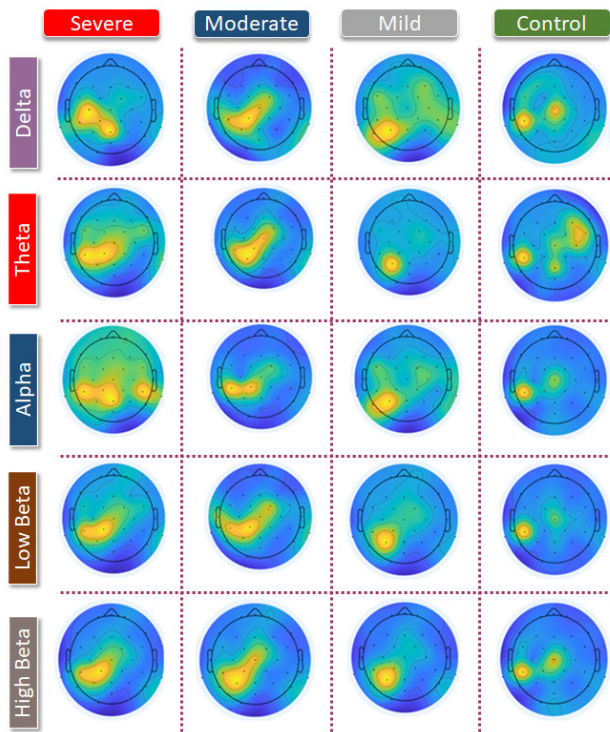 Severe
Moderate
Mild
Control
Delta
Theta
Alpha
Low Beta
High Beta